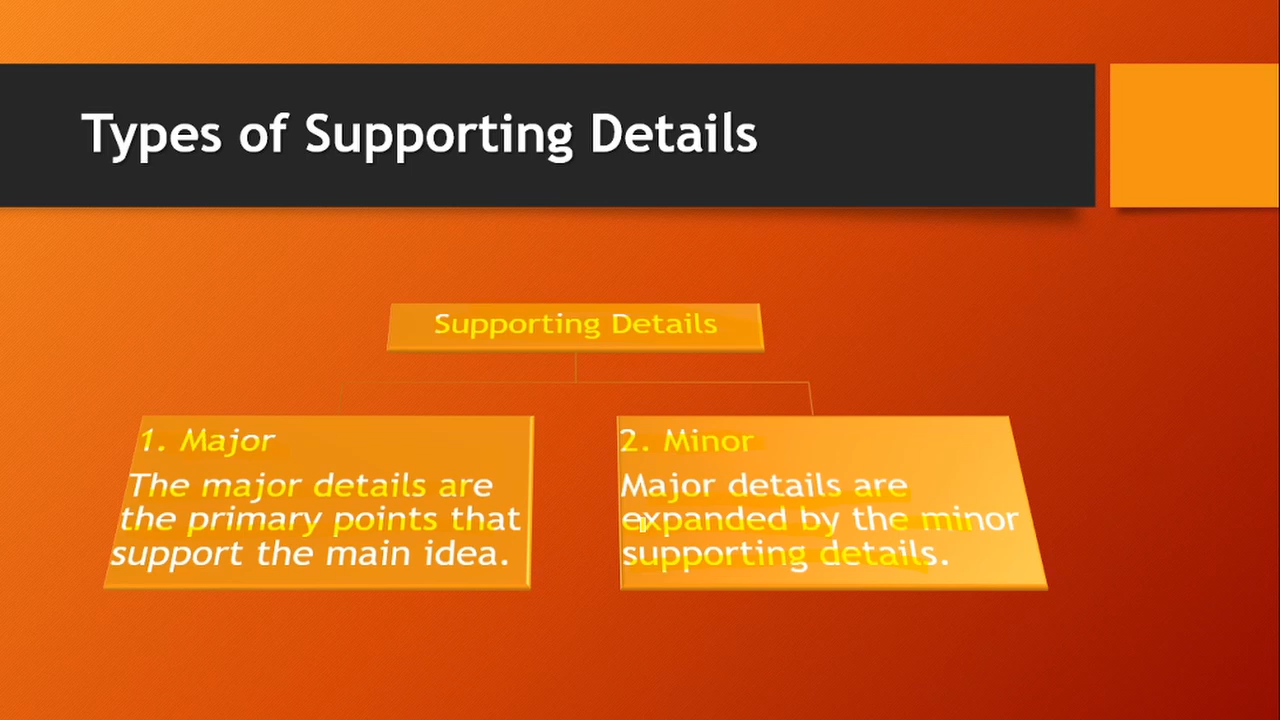 Types of Supporting Details
Supporting Details
1. Major
The major details are
the primary points that
support the main idea.
2. Minor
Major details are
expanded by the minor
supporting details.